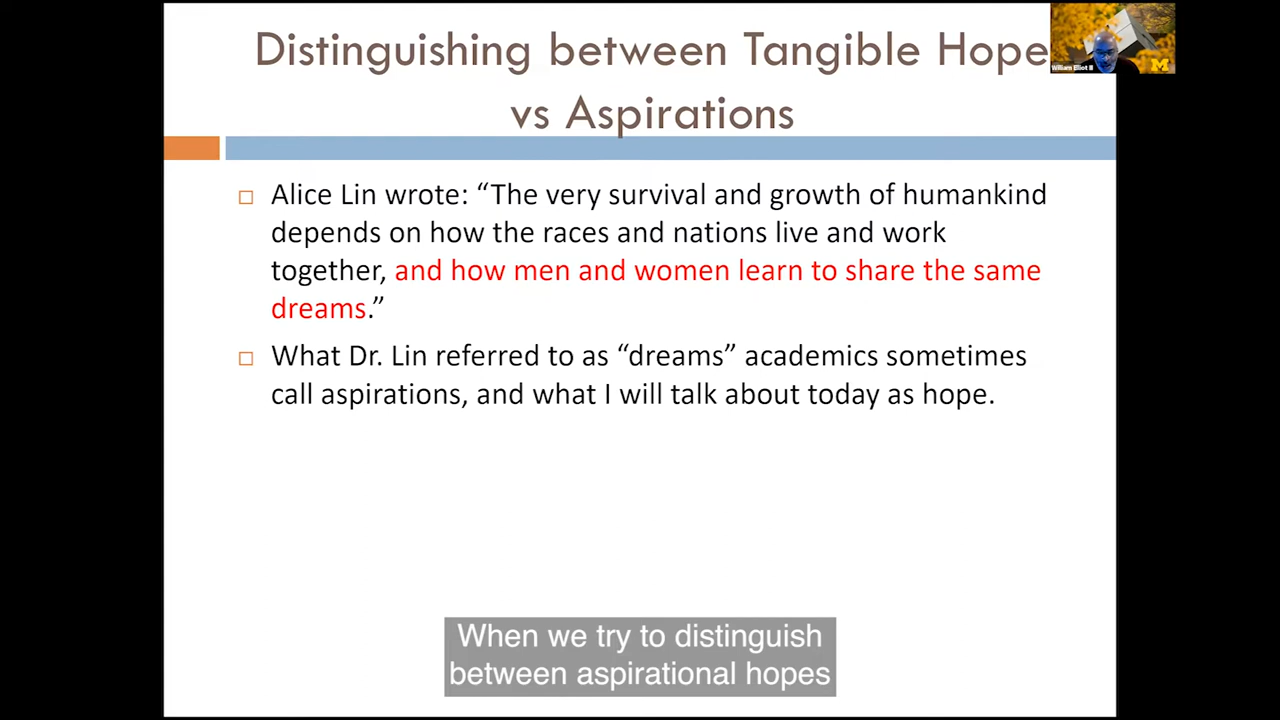 Distinguishing between Tangible Hope
vs Aspirations
William Elliot III
M
Alice Lin wrote: “The very survival and growth of humankind
depends on how the races and nations live and work
together, and how men and women learn to share the same
dreams.”
What Dr. Lin referred to as “dreams” academics sometimes
call aspirations, and what I will talk about today as hope.
When we try to distinguish
between aspirational hopes